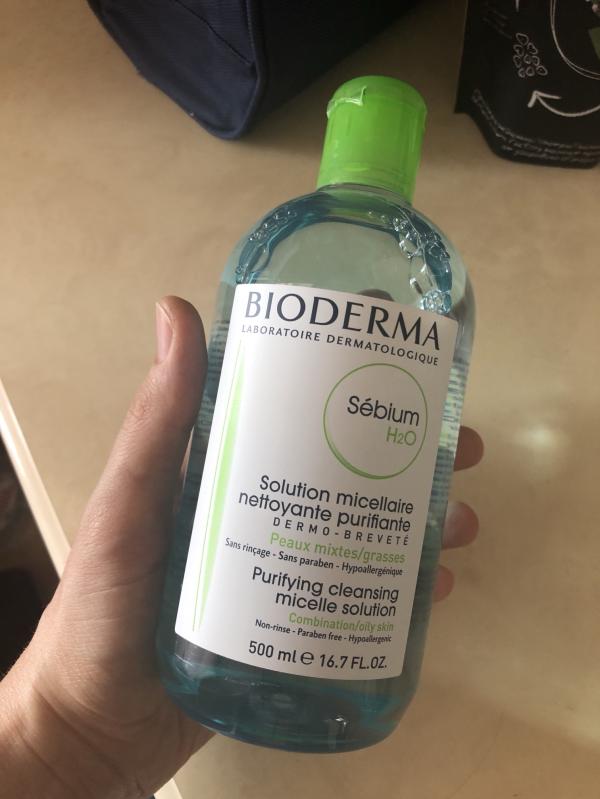 BIODERMA
LABORATOIRE DERMATOLOGIQUE
Sébium
H2O
Solution micellaire
nettoyante purifiante
DERMO-BREVETÉ
Peaux mixtes/grasses
Sans rinçage - Sans paraben - Hypoallergénique
Purifying cleansing
micelle solution
Combination/oily skin
Non-rinse - Paraben free - Hypoallergenic
500 ml e 16.7 FL.OZ.